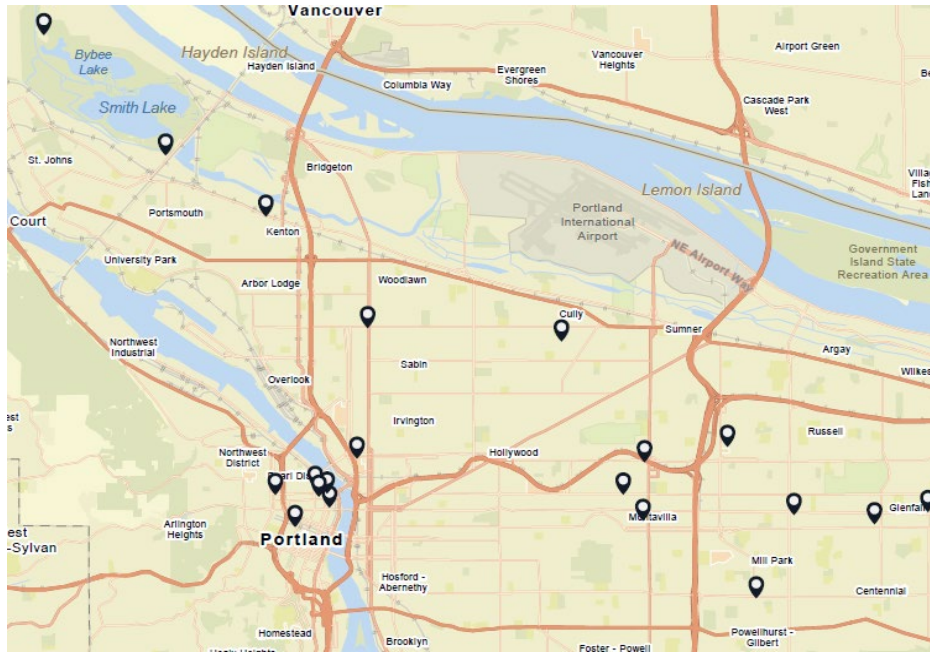 Vancouver
Bybee
Lake
Hayden Island
Hayden Island
Vancouver
Heights
Airport Green
Evergreen
Shores
Columbia Way
Smith Lake
Cascade Park
West
St. Johns
Bridgeton
Lemon Island
Portsmouth
Portland
International
Airport
Court
Kenton
NE Airport Way
Government
Island State
Recreation Area
University Park
Arbor Lodge
Woodlawn
Cully
Sumner
Northwest
Industrial
Argay
Sabin
Overlook
Irvington
Russell
Northwest
District
Hollywood
Arlington
Heights
-Sylvan
Portland
Mill Park
Hosford -
Abernethy
Centennial
Homestead
Brooklyn
Powellhurst -
Gilbert
Foster - Powell